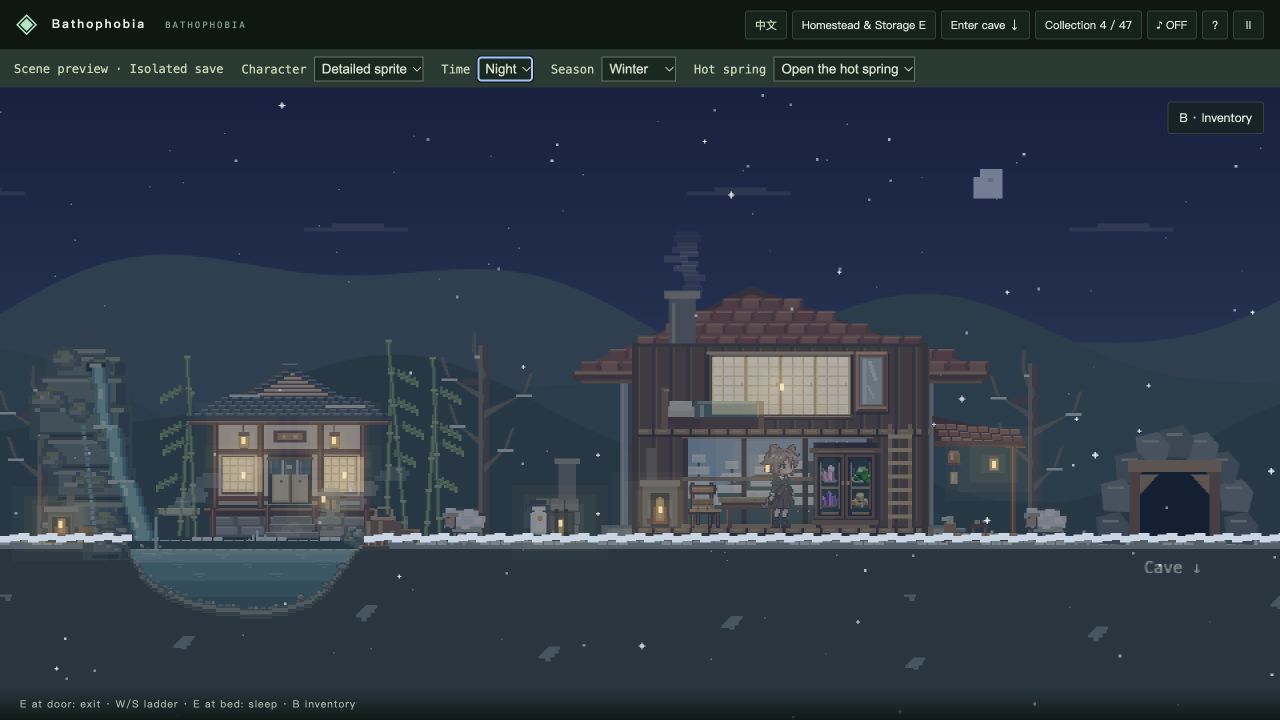 Bathophobia BATHOPHOBIA 中文 Homestead & Storage E Enter cave ↓ Collection 4 / 47 ♪ OFF ? II
Scene preview · Isolated save Character Detailed sprite Time Night Season Winter Hot spring Open the hot spring
B · Inventory
Cave ↓
E at door: exit · W/S ladder · E at bed: sleep · B inventory